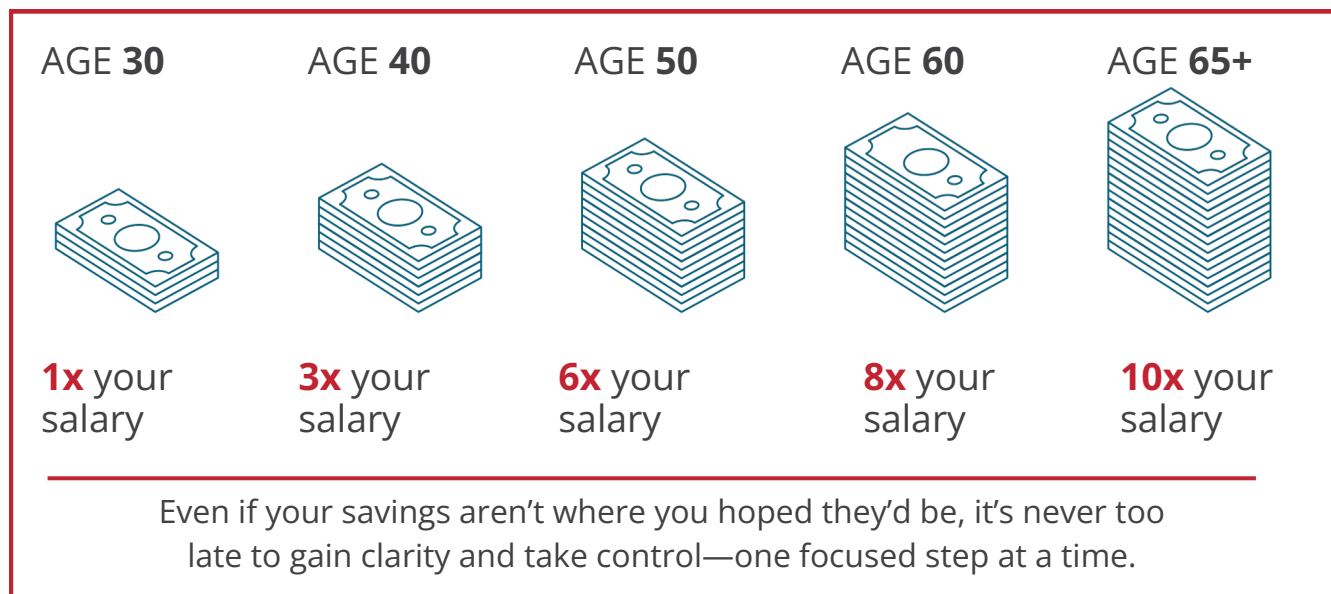 AGE 30
AGE 40
AGE 50
AGE 60
AGE 65+
1x your
salary
3x your
salary
6x your
salary
8x your
salary
10x your
salary
Even if your savings aren’t where you hoped they’d be, it’s never too
late to gain clarity and take control—one focused step at a time.